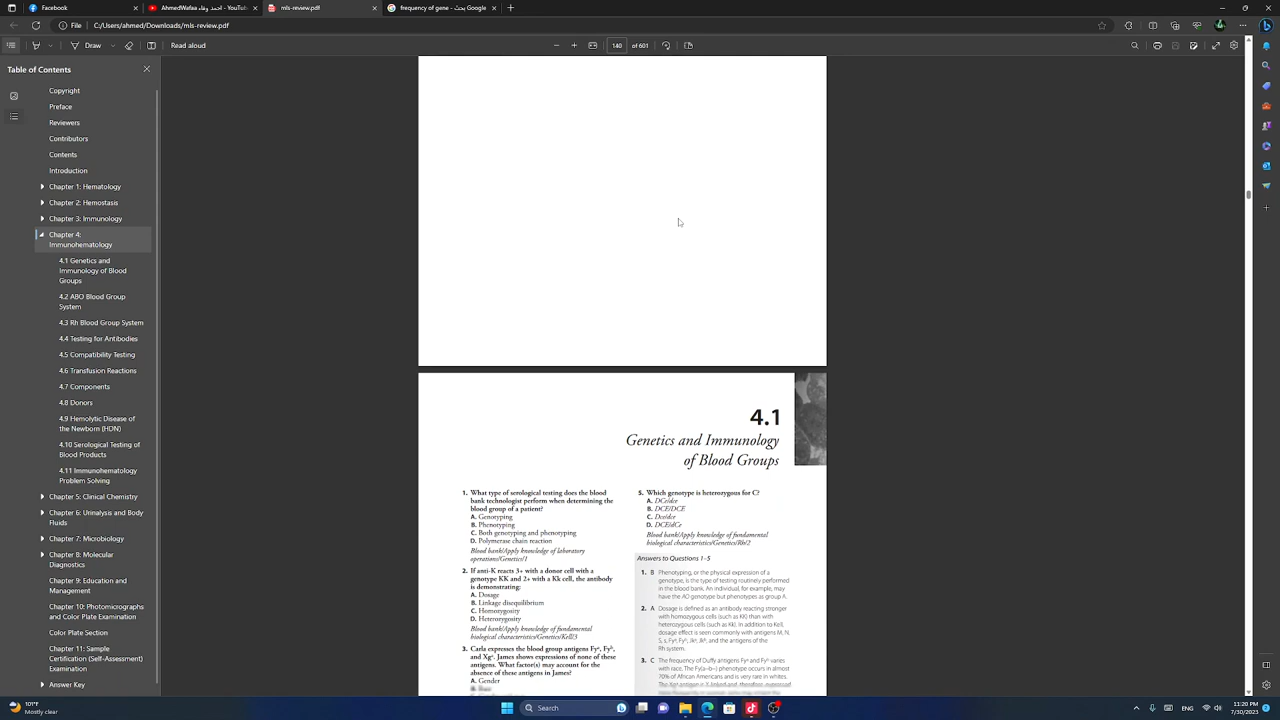 Facebook
AhmedWafaa احمد وفاء - YouTu
mls-review.pdf
frequency of gene - بحث Google
File
/Downloads/mls-review.pdf
Draw
Read aloud
140
of 601
Table of Contents
Copyright
Preface
Reviewers
Contributors
Contents
Introduction
Chapter 1: Hematology
Chapter 2: Hemostasis
Chapter 3: Immunology
Chapter 4:
Immunohematology
4.1 Genetics and
Immunology of Blood
Groups
4.2 ABO Blood Group
System
4.3 Rh Blood Group System
4.4 Testing for Antibodies
4.5 Compatibility Testing
4.6 Transfusion Reactions
4.7 Components
4.8 Donors
4.9 Hemolytic Disease of
the Newborn (HDN)
4.10 Serological Testing of
Blood Products
4.11 Immunohematology
Problem Solving
Chapter 5: Clinical Chemistry
Chapter 6: Urinalysis and Body
Fluids
Chapter 7: Microbiology
Chapter 8: Molecular
Diagnostics
Chapter 9: Education and
Management
Chapter 10: Photomicrographs
and Color Plate Examination
Color Plate Section
Chapter 11: Sample
Certification (Self–Assessment)
Examination
Answer Key
4.1
Genetics and Immunology
of Blood Groups
1. What type of serological testing does the blood
bank technologist perform when determining the
blood group of a patient?
A. Genotyping
B. Phenotyping
C. Both genotyping and phenotyping
D. Polymerase chain reaction
Blood bank/Apply knowledge of laboratory
operations/Genetics/1
2. If anti-K reacts 3+ with a donor cell with a
genotype KK and 2+ with a Kk cell, the antibody
is demonstrating:
A. Dosage
B. Linkage disequilibrium
C. Homozygosity
D. Heterozygosity
Blood bank/Apply knowledge of fundamental
biological characteristics/Genetics/Kell/3
3. Carla expresses the blood group antigens Fyᵃ, Fyᵇ,
and Xgᵃ. James shows expressions of none of these
antigens. What factor(s) may account for the
absence of these antigens in James?
A. Gender
B. Race
5. Which genotype is heterozygous for C?
A. DCe/dce
B. DCE/DCE
C. Dce/dce
D. DCE/dCe
Blood bank/Apply knowledge of fundamental
biological characteristics/Genetics/Rh/2
Answers to Questions 1–5
1. B Phenotyping, or the physical expression of a
genotype, is the type of testing routinely performed
in the blood bank. An individual, for example, may
have the AO genotype but phenotypes as group A.
2. A Dosage is defined as an antibody reacting stronger
with homozygous cells (such as KK) than with
heterozygous cells (such as Kk). In addition to Kell,
dosage effect is seen commonly with antigens M, N,
S, s, Fyᵃ, Fyᵇ, Jkᵃ, Jkᵇ, and the antigens of the
Rh system.
3. C The frequency of Duffy antigens Fyᵃ and Fyᵇ varies
with race. The Fy(a–b–) phenotype occurs in almost
70% of African Americans and is very rare in whites.
The Xgᵃ antigen is X-linked and, therefore, expressed
109°F
Mostly clear
Search
11:20 PM
7/30/2023